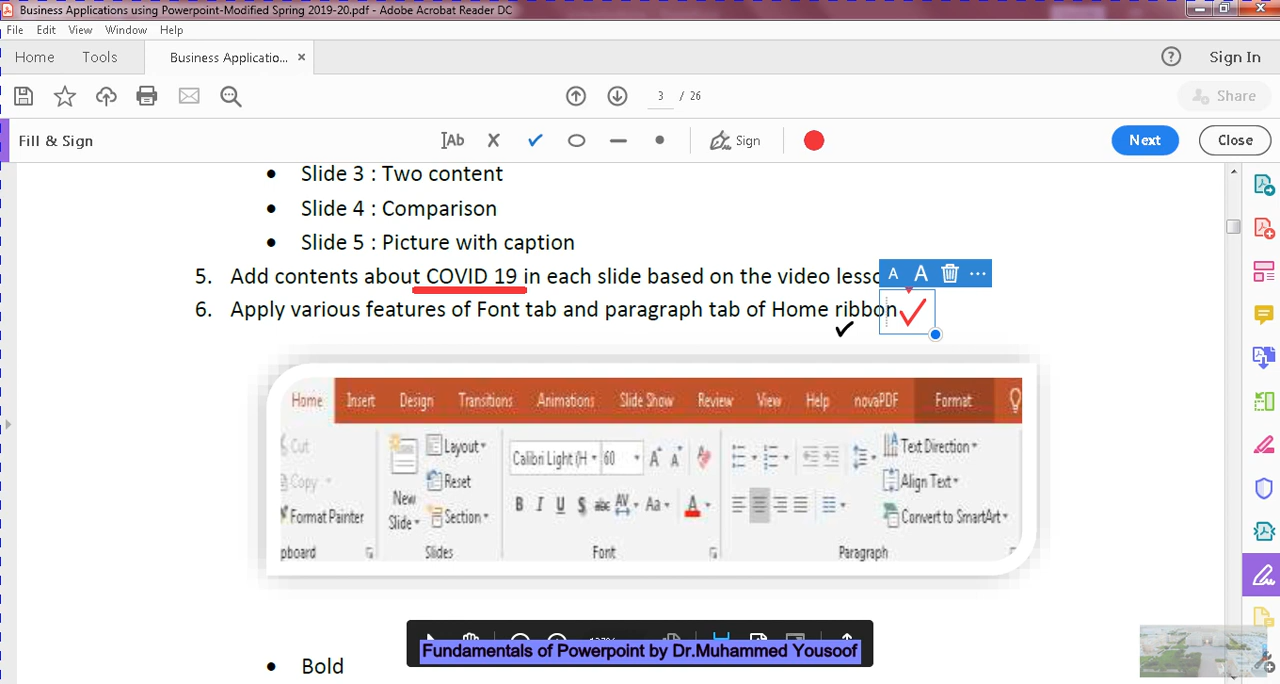 Business Applications using Powerpoint-Modified Spring 2019-20.pdf - Adobe Acrobat Reader DC
File Edit View Window Help
Home Tools Business Applicatio... × Sign In
3 / 26 Share
Fill & Sign Ab Sign Next Close
• Slide 3 : Two content
• Slide 4 : Comparison
• Slide 5 : Picture with caption
5. Add contents about COVID 19 in each slide based on the video lesso
A A ...
6. Apply various features of Font tab and paragraph tab of Home ribbon
Home Insert Design Transitions Animations Slide Show Review View Help novaPDF Format
Cut Layout Calibri Light (H 60 A A Text Direction
Copy Reset Align Text
New Slide B I U S abc AV Aa A
Format Painter Section Convert to SmartArt
pboard Slides Font Paragraph
Fundamentals of Powerpoint by Dr.Muhammed Yousoof
• Bold